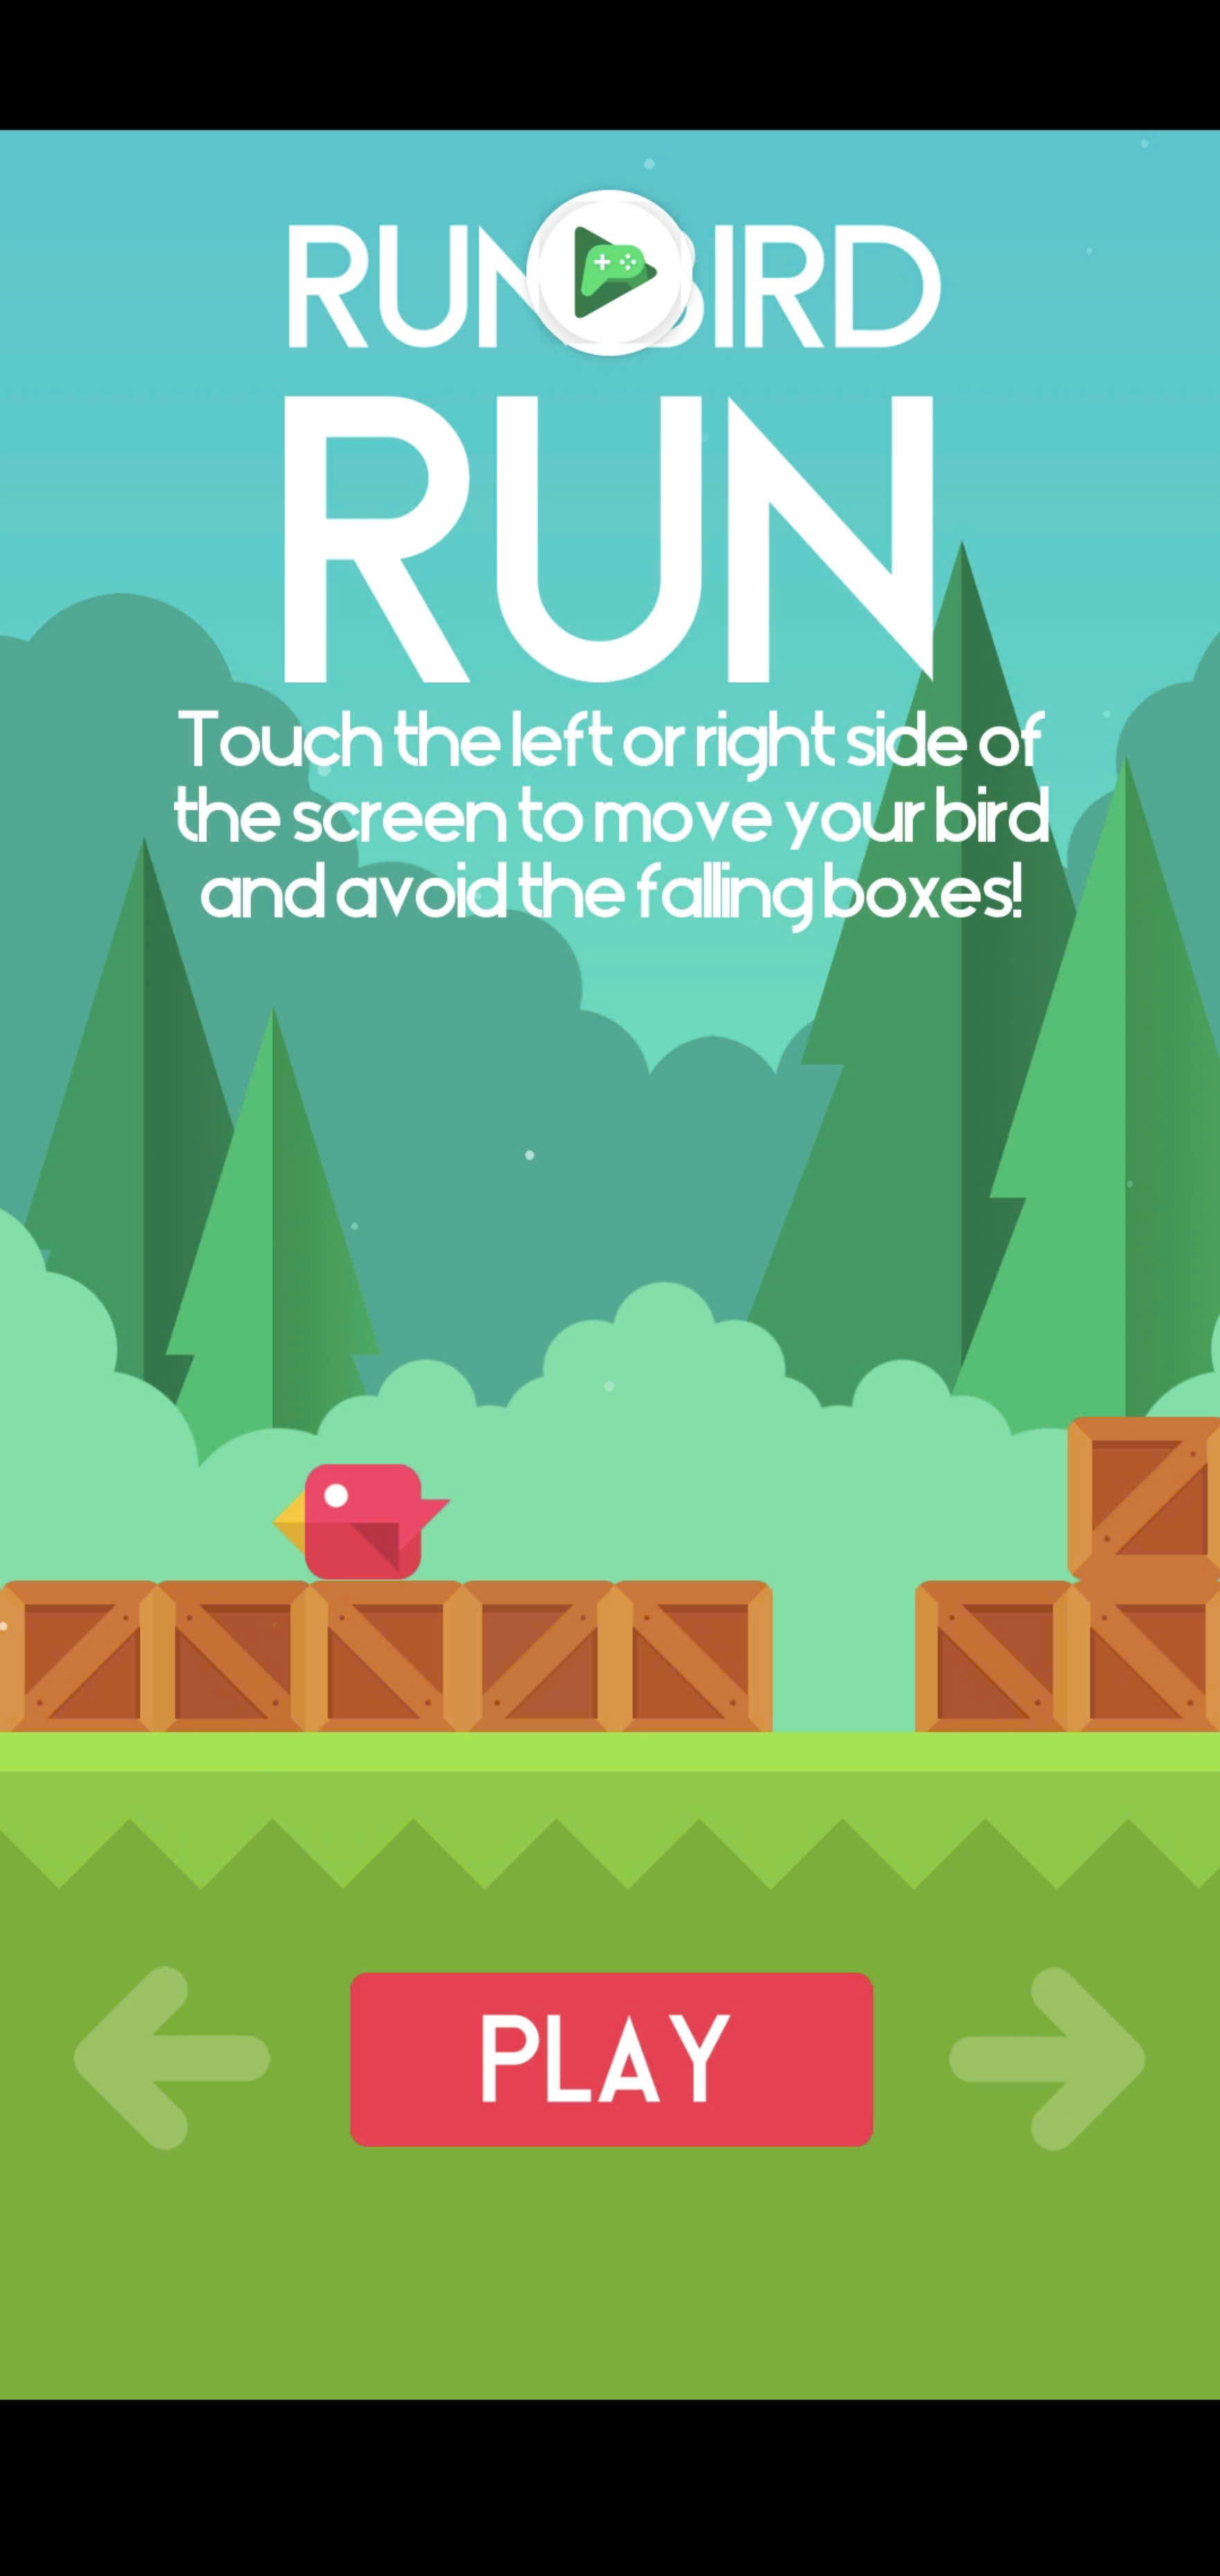 RUN BIRD
RUN
Touch the left or right side of
the screen to move your bird
and avoid the falling boxes!
PLAY